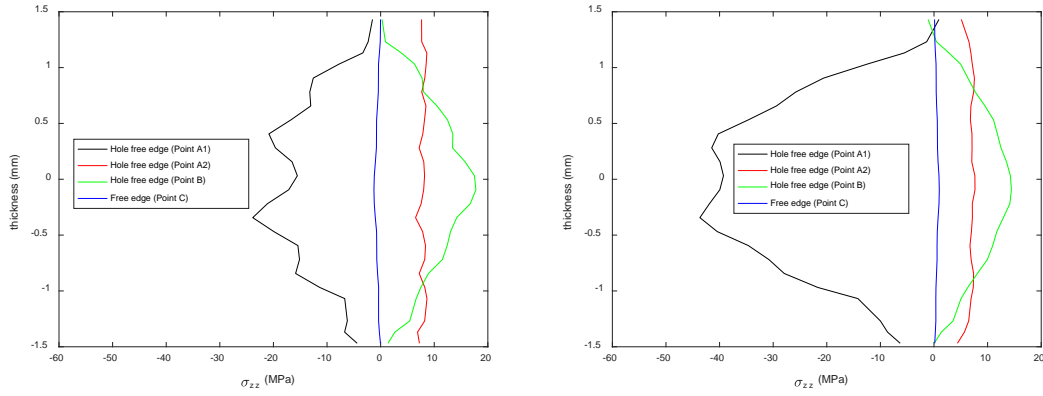 1.5
1
0.5
0
-0.5
-1
-1.5
thickness (mm)
Hole free edge (Point A1)
Hole free edge (Point A2)
Hole free edge (Point B)
Free edge (Point C)
-60 -50 -40 -30 -20 -10 0 10 20
σzz (MPa)
1.5
1
0.5
0
-0.5
-1
-1.5
thickness (mm)
Hole free edge (Point A1)
Hole free edge (Point A2)
Hole free edge (Point B)
Free edge (Point C)
-60 -50 -40 -30 -20 -10 0 10 20
σzz (MPa)